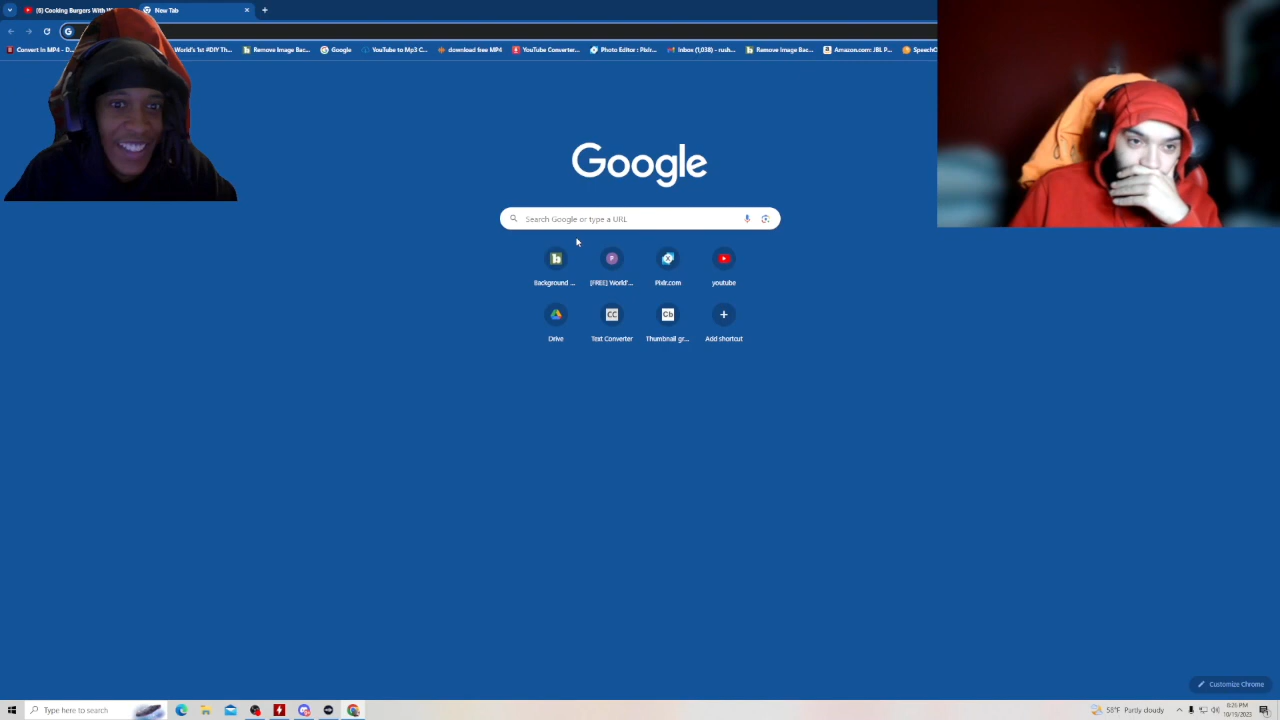 (6) Cooking Burgers With W
New Tab
Convert in MP4 - D...
World's 1st #DIY Th...
Remove Image Bac...
Google
YouTube to Mp3 C...
download free MP4
YouTube Converter...
Photo Editor : Pixlr...
Inbox (1,038) - rush...
Remove Image Bac...
Amazon.com: JBL P...
SpeechG
Google
Search Google or type a URL
Background ...
[FREE] World'...
Pixlr.com
youtube
Drive
Text Converter
Thumbnail gr...
Add shortcut
Customize Chrome
Type here to search
58°F Partly cloudy